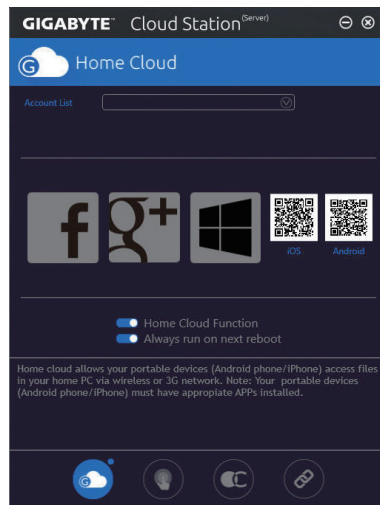 GIGABYTE™ Cloud Station(Server)
G Home Cloud
Account List
f g+
iOS Android
Home Cloud Function
Always run on next reboot
Home cloud allows your portable devices (Android phone/iPhone) access files
in your home PC via wireless or 3G network. Note: Your portable devices
(Android phone/iPhone) must have appropiate APPs installed.
G